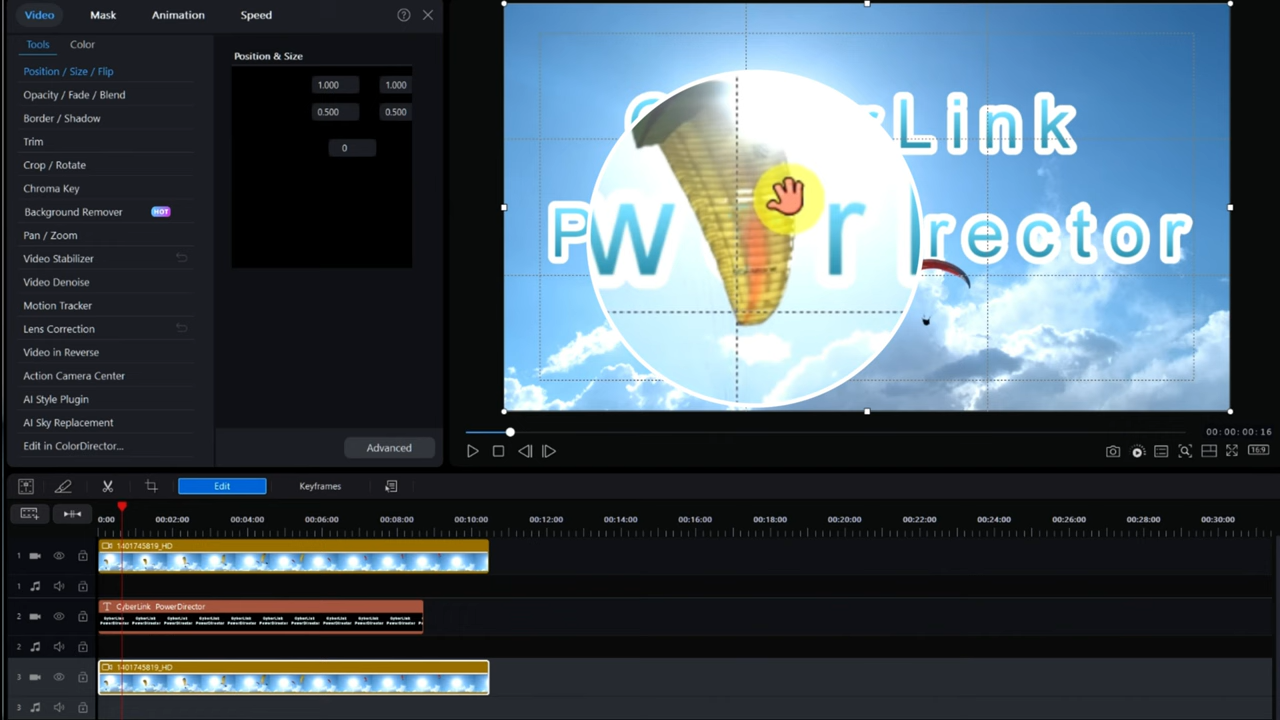 Video Mask Animation Speed
Tools Color
Position / Size / Flip
Opacity / Fade / Blend
Border / Shadow
Trim
Crop / Rotate
Chroma Key
Background Remover HOT
Pan / Zoom
Video Stabilizer
Video Denoise
Motion Tracker
Lens Correction
Video in Reverse
Action Camera Center
AI Style Plugin
AI Sky Replacement
Edit in ColorDirector...
Position & Size
1.000 1.000
0.500 0.500
0
Advanced
Link
P w r rector
00:00:00:16
16:9
Edit Keyframes
0:00 00:02:00 00:04:00 00:06:00 00:08:00 00:10:00 00:12:00 00:14:00 00:16:00 00:18:00 00:20:00 00:22:00 00:24:00 00:26:00 00:28:00 00:30:00
1 1401745819_HD
1
2 T CyberLink PowerDirector
2
3 1401745819_HD
3